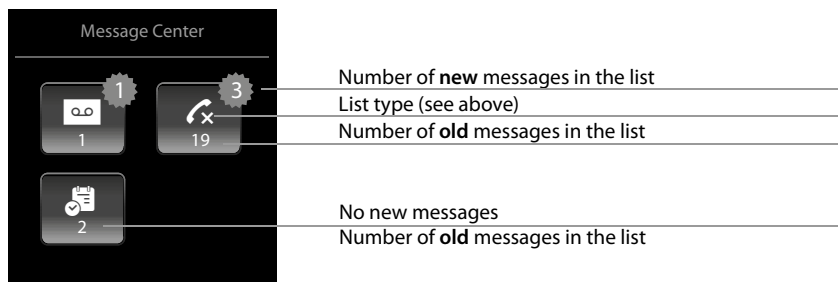 Message Center
1 3
Number of new messages in the list
List type (see above)
1 19
Number of old messages in the list
No new messages
2
Number of old messages in the list